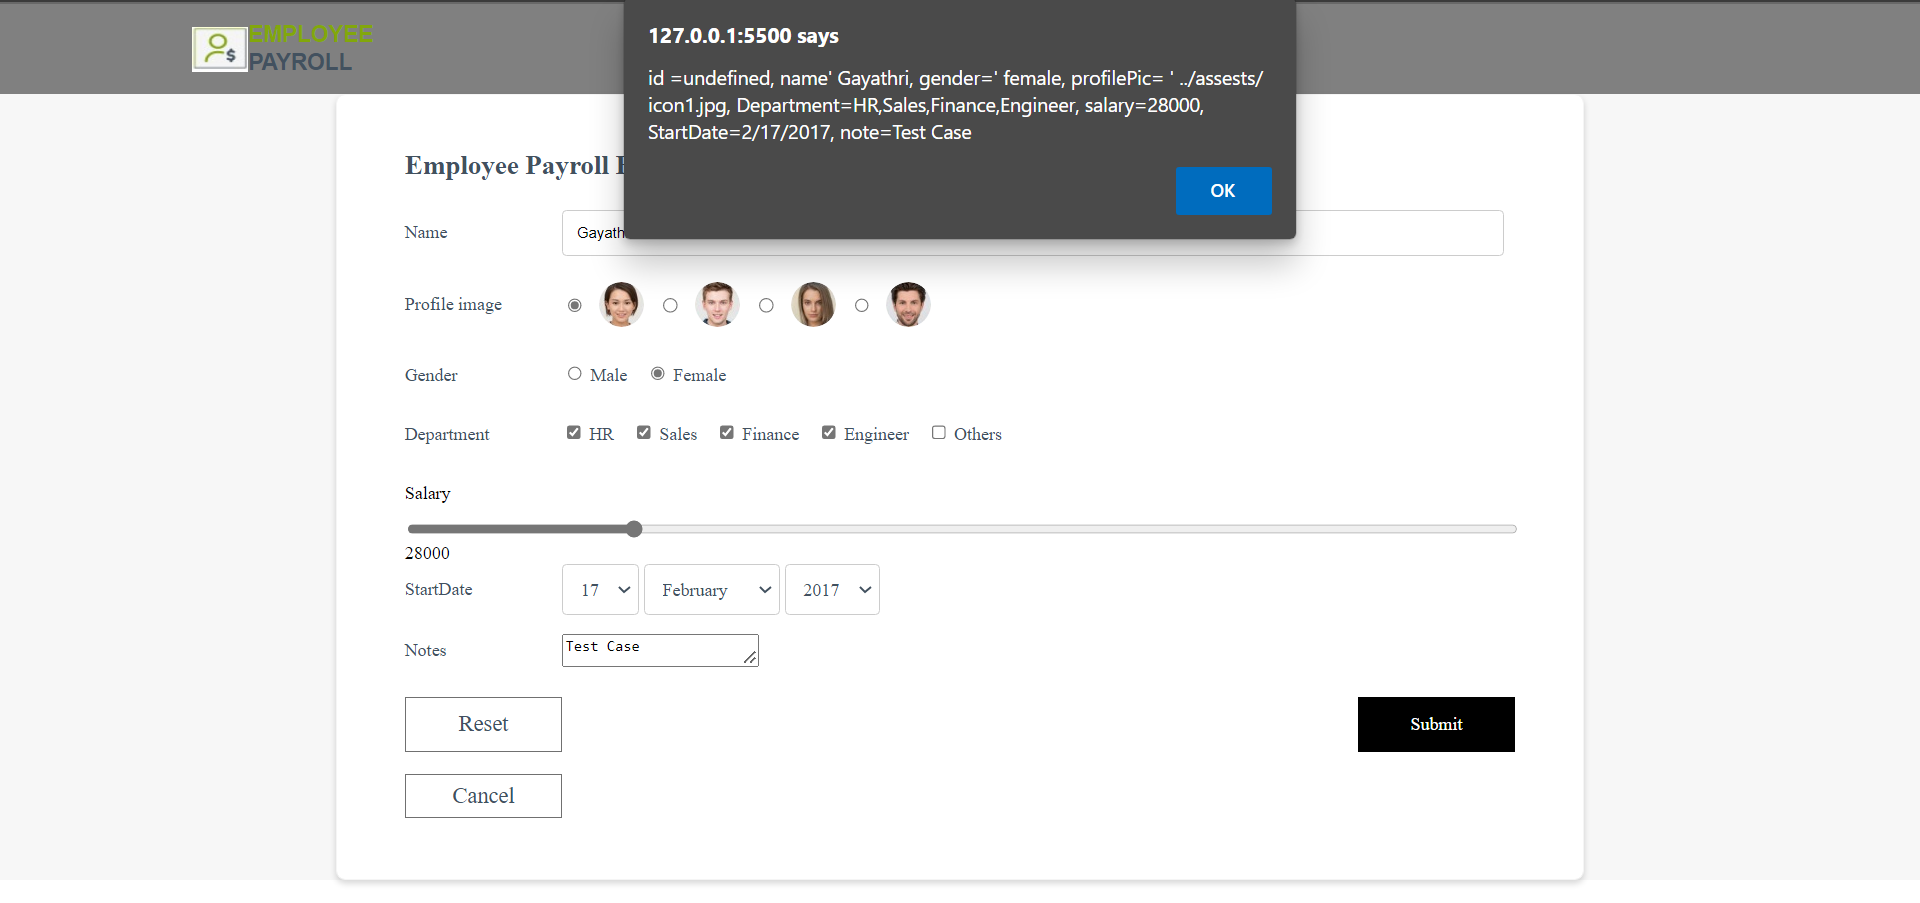 EMPLOYEE
PAYROLL
127.0.0.1:5500 says
id =undefined, name' Gayathri, gender=' female, profilePic= ' ../assests/
icon1.jpg, Department=HR,Sales,Finance,Engineer, salary=28000,
StartDate=2/17/2017, note=Test Case
OK
Employee Payroll
Name
Gayath
Profile image
Gender
Male Female
Department
HR Sales Finance Engineer Others
Salary
28000
StartDate
17 February 2017
Notes
Test Case
Reset
Submit
Cancel